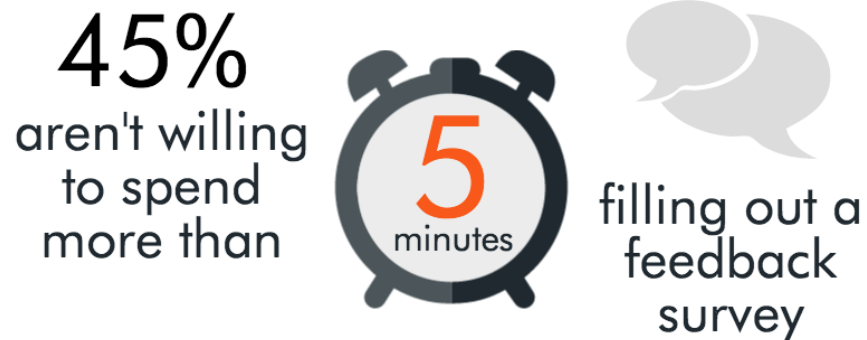 45%
aren't willing
to spend
more than
5
minutes
filling out a
feedback
survey